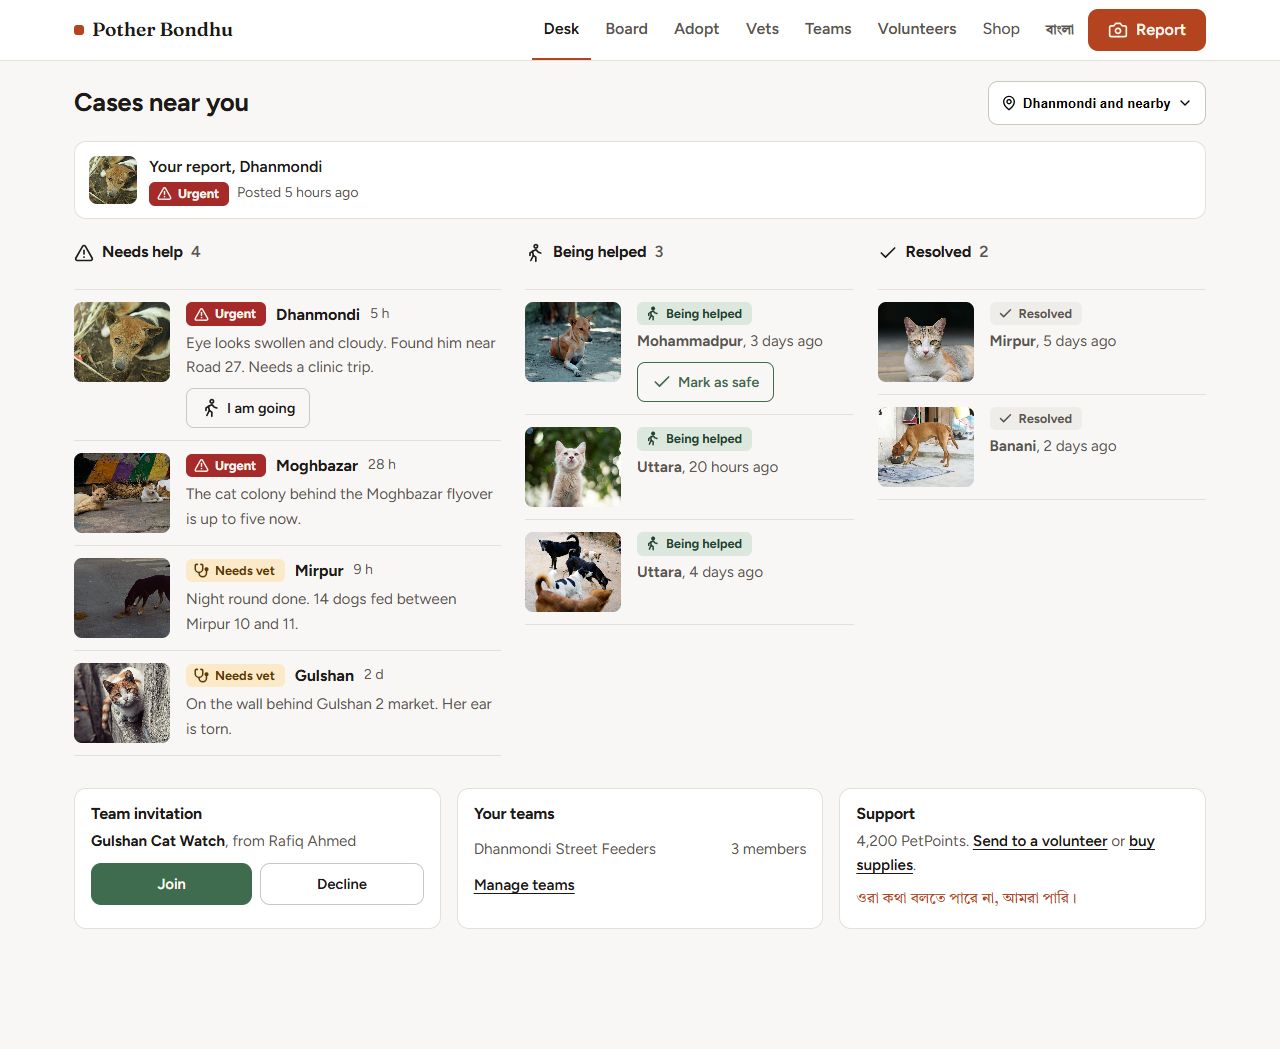 Pother Bondhu
Desk Board Adopt Vets Teams Volunteers Shop বাংলা Report
Cases near you
Dhanmondi and nearby
Your report, Dhanmondi
Urgent Posted 5 hours ago
Needs help 4
Urgent Dhanmondi 5 h
Eye looks swollen and cloudy. Found him near
Road 27. Needs a clinic trip.
I am going
Urgent Moghbazar 28 h
The cat colony behind the Moghbazar flyover
is up to five now.
Needs vet Mirpur 9 h
Night round done. 14 dogs fed between
Mirpur 10 and 11.
Needs vet Gulshan 2 d
On the wall behind Gulshan 2 market. Her ear
is torn.
Being helped 3
Being helped
Mohammadpur, 3 days ago
Mark as safe
Being helped
Uttara, 20 hours ago
Being helped
Uttara, 4 days ago
Resolved 2
Resolved
Mirpur, 5 days ago
Resolved
Banani, 2 days ago
Team invitation
Gulshan Cat Watch, from Rafiq Ahmed
Join Decline
Your teams
Dhanmondi Street Feeders 3 members
Manage teams
Support
4,200 PetPoints. Send to a volunteer or buy
supplies.
ওরা কথা বলতে পারে না, আমরা পারি।